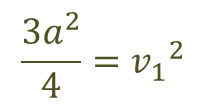 3a²/4 = v₁²